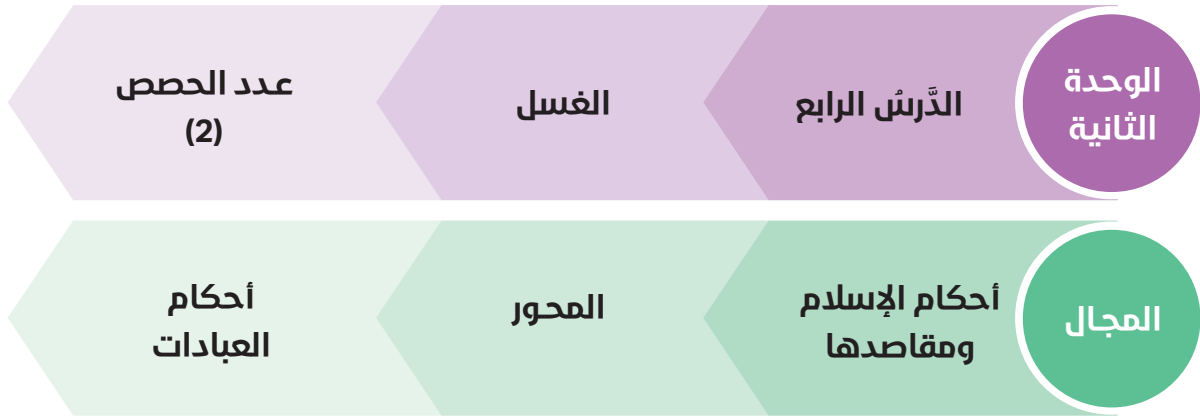 الوحدة
الثانية
الدَّرسُ الرابع
الغسل
عدد الحصص
(2)
المجال
أحكام الإسلام
ومقاصدها
المحور
أحكام
العبادات